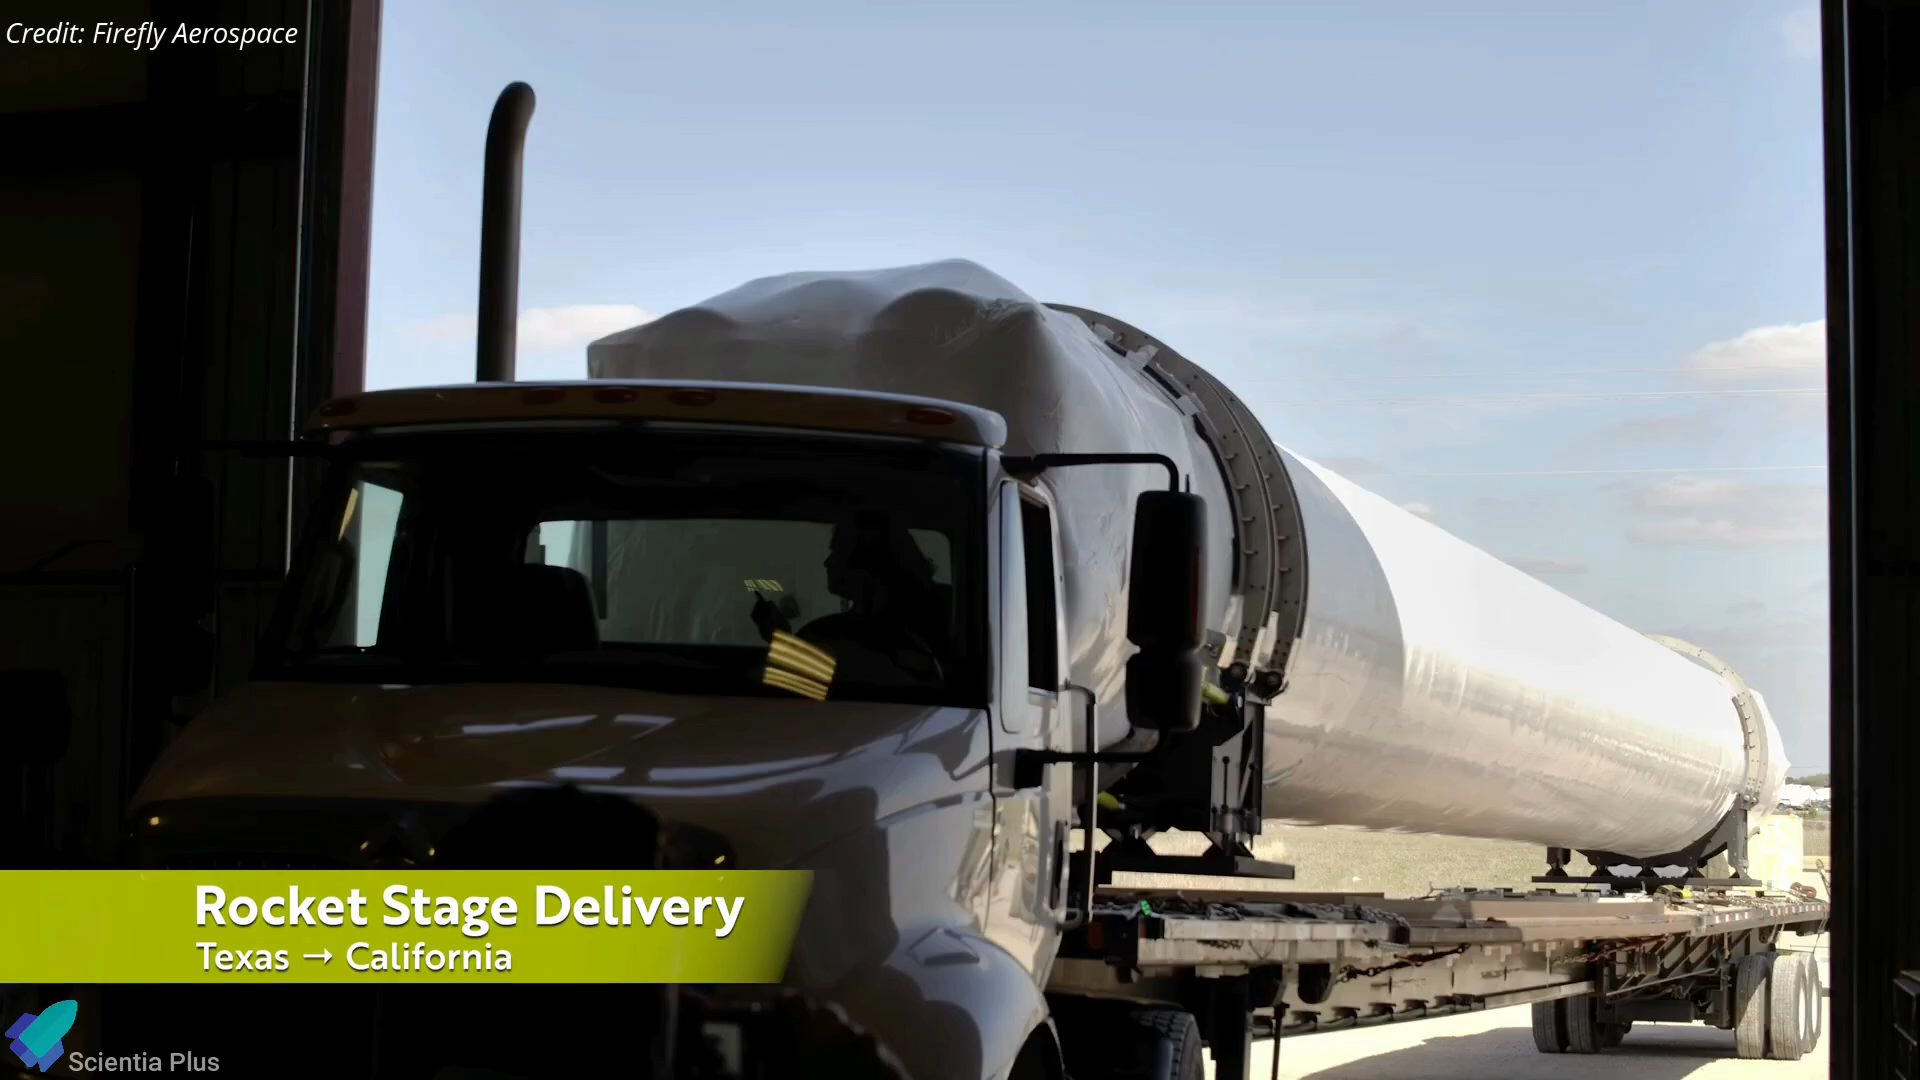 Credit: Firefly Aerospace
Rocket Stage Delivery
Texas → California
Scientia Plus